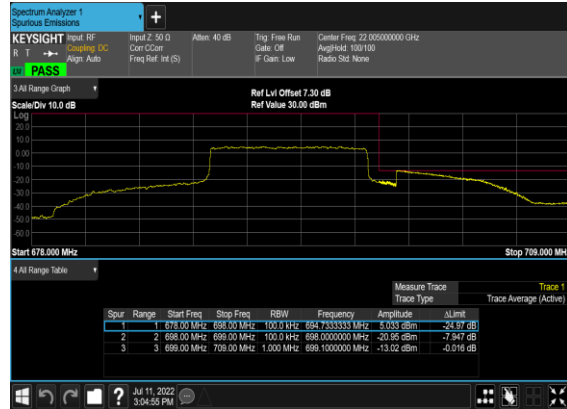 Spectrum Analyzer 1
Spurious Emissions
KEYSIGHT Input: RF Input Z: 50 Ω Atten: 40 dB Trig: Free Run Center Freq: 22.005000000 GHz
R T Coupling: DC Corr CCorr Gate: Off Avg|Hold: 100/100
Align: Auto Freq Ref: Int (S) IF Gain: Low Radio Std: None
LW PASS
3 All Range Graph
Ref Lvl Offset 7.30 dB
Scale/Div 10.0 dB Ref Value 30.00 dBm
Log
20.0
10.0
0.00
-10.0
-20.0
-30.0
-40.0
-50.0
-60.0
Start 678.000 MHz Stop 709.000 MH
4 All Range Table
Measure Trace Trace 1
Trace Type Trace Average (Active)
Spur Range Start Freq Stop Freq RBW Frequency Amplitude ΔLimit
1 1 678.00 MHz 698.00 MHz 100.0 kHz 694.7333333 MHz 5.033 dBm -24.97 dB
2 2 698.00 MHz 699.00 MHz 100.0 kHz 698.0000000 MHz -20.95 dBm -7.947 dB
3 3 699.00 MHz 709.00 MHz 1.000 MHz 699.1000000 MHz -13.02 dBm -0.016 dB
? Jul 11, 2022
3:04:55 PM